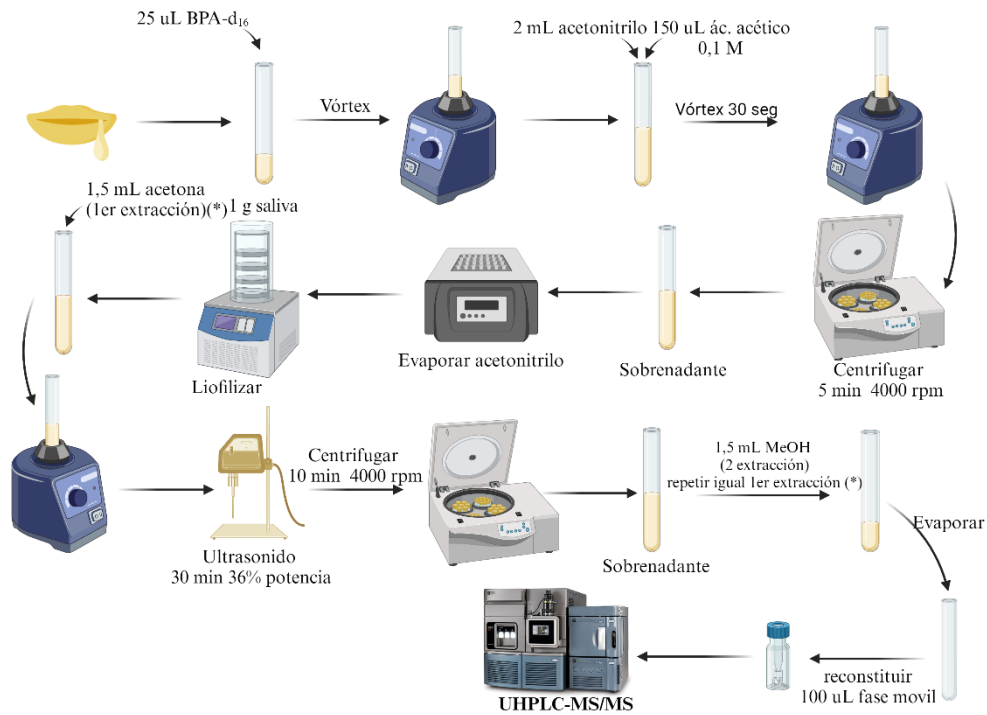 25 uL BPA-d₁₆
2 mL acetonitrilo 150 uL ác. acético
0,1 M
Vórtex
Vórtex 30 seg
1,5 mL acetona
(1er extracción)(*)
1 g saliva
Liofilizar
Evaporar acetonitrilo
Sobrenadante
Centrifugar
5 min 4000 rpm
Ultrasonido
30 min 36% potencia
Centrifugar
10 min 4000 rpm
Sobrenadante
1,5 mL MeOH
(2 extracción)
repetir igual 1er extracción (*)
Evaporar
reconstituir
100 uL fase movil
UHPLC-MS/MS